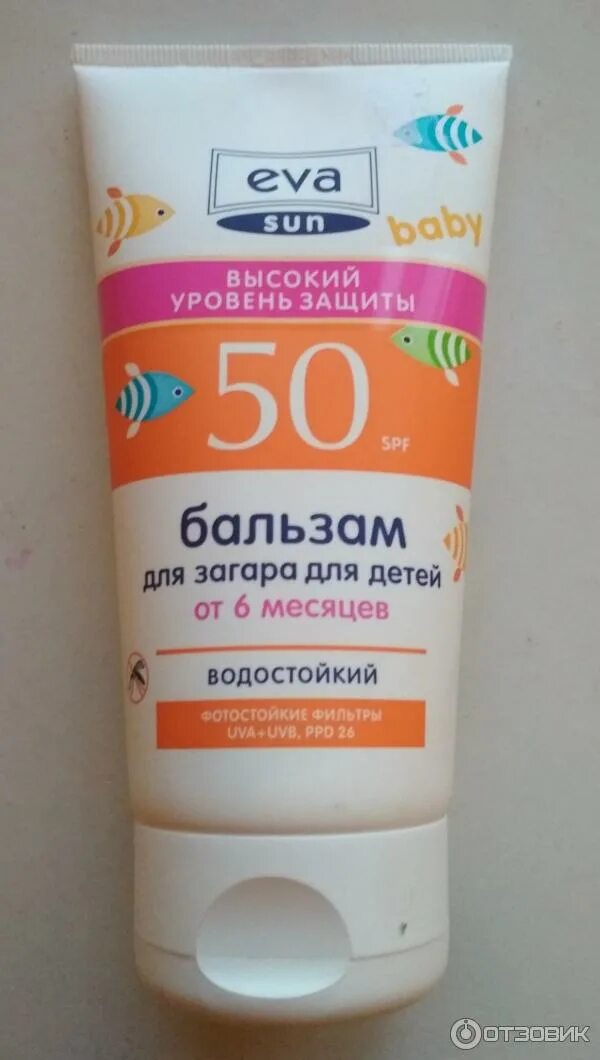 eva
sun
baby
ВЫСОКИЙ
УРОВЕНЬ ЗАЩИТЫ
50
SPF
бальзам
для загара для детей
от 6 месяцев
ВОДОСТОЙКИЙ
ФОТОСТОЙКИЕ ФИЛЬТРЫ
UVA+UVB, PPD 26
ОТЗОВИК